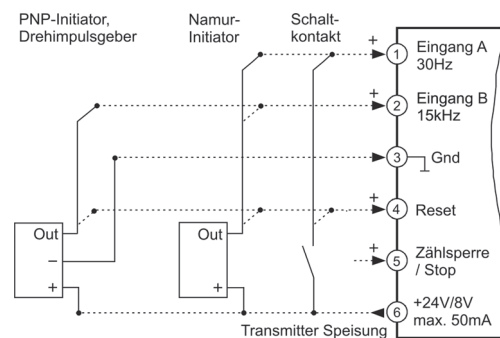 PNP-Initiator,
Drehimpulsgeber
Namur-
Initiator
Schalt-
kontakt
+
1
Eingang A
30Hz
+
2
Eingang B
15kHz
3
Gnd
+
4
Reset
+
5
Zählsperre
/ Stop
6
+24V/8V
max. 50mA
Out
–
+
Out
+
Transmitter Speisung